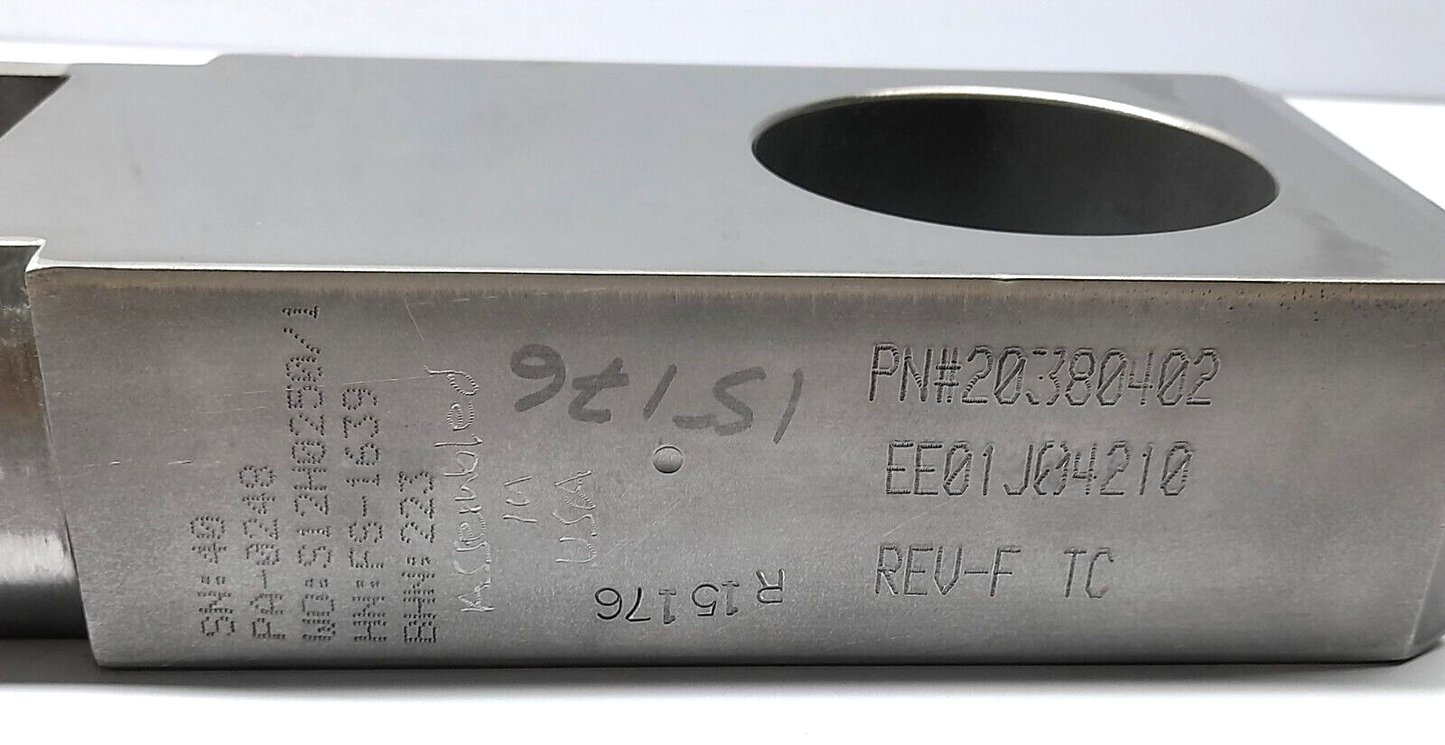 SN:40
PA-0248
WO:S12H0250/1
HN:FS-1639
BHN:223
Assembled
IN
USA
15176
R15176
PN#20380402
EE01J04210
REV-F TC